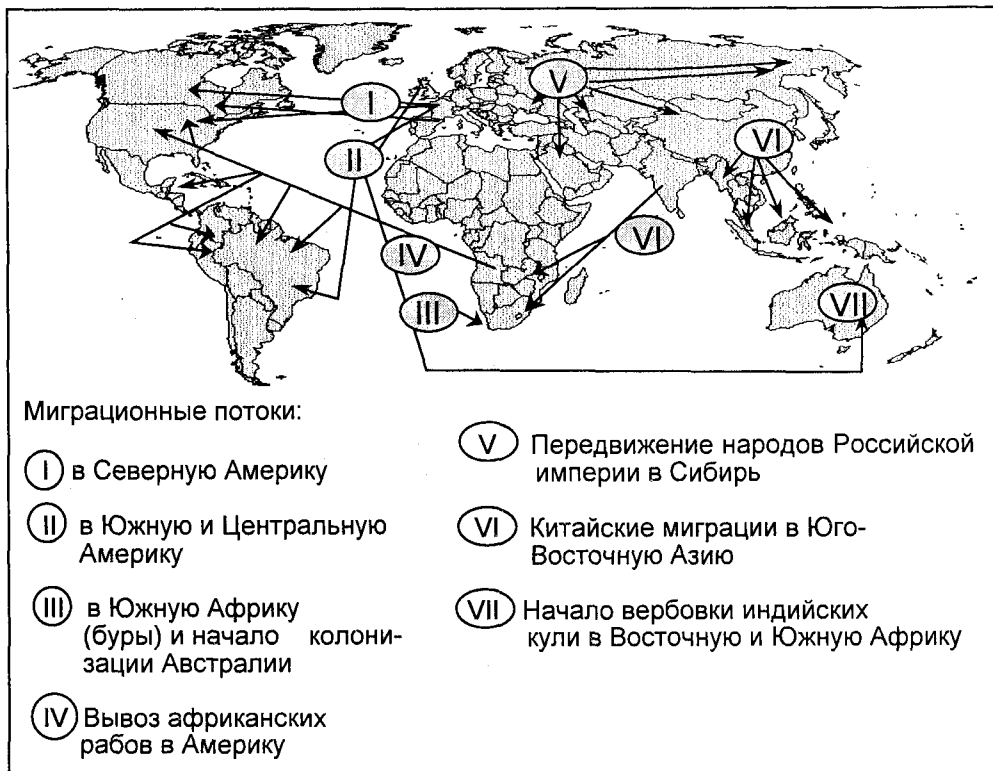 I
V
II
VI
IV
VI
III
VII
Миграционные потоки:
I в Северную Америку
II в Южную и Центральную
Америку
III в Южную Африку
(буры) и начало колони-
зации Австралии
IV Вывоз африканских
рабов в Америку
V Передвижение народов Российской
империи в Сибирь
VI Китайские миграции в Юго-
Восточную Азию
VII Начало вербовки индийских
кули в Восточную и Южную Африку